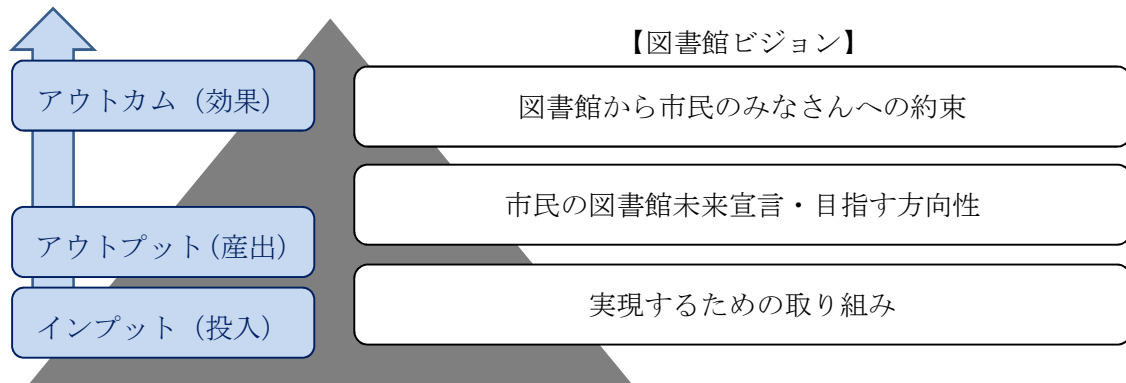 【図書館ビジョン】
アウトカム（効果）
図書館から市民のみなさんへの約束
市民の図書館未来宣言・目指す方向性
アウトプット（産出）
実現するための取り組み
インプット（投入）